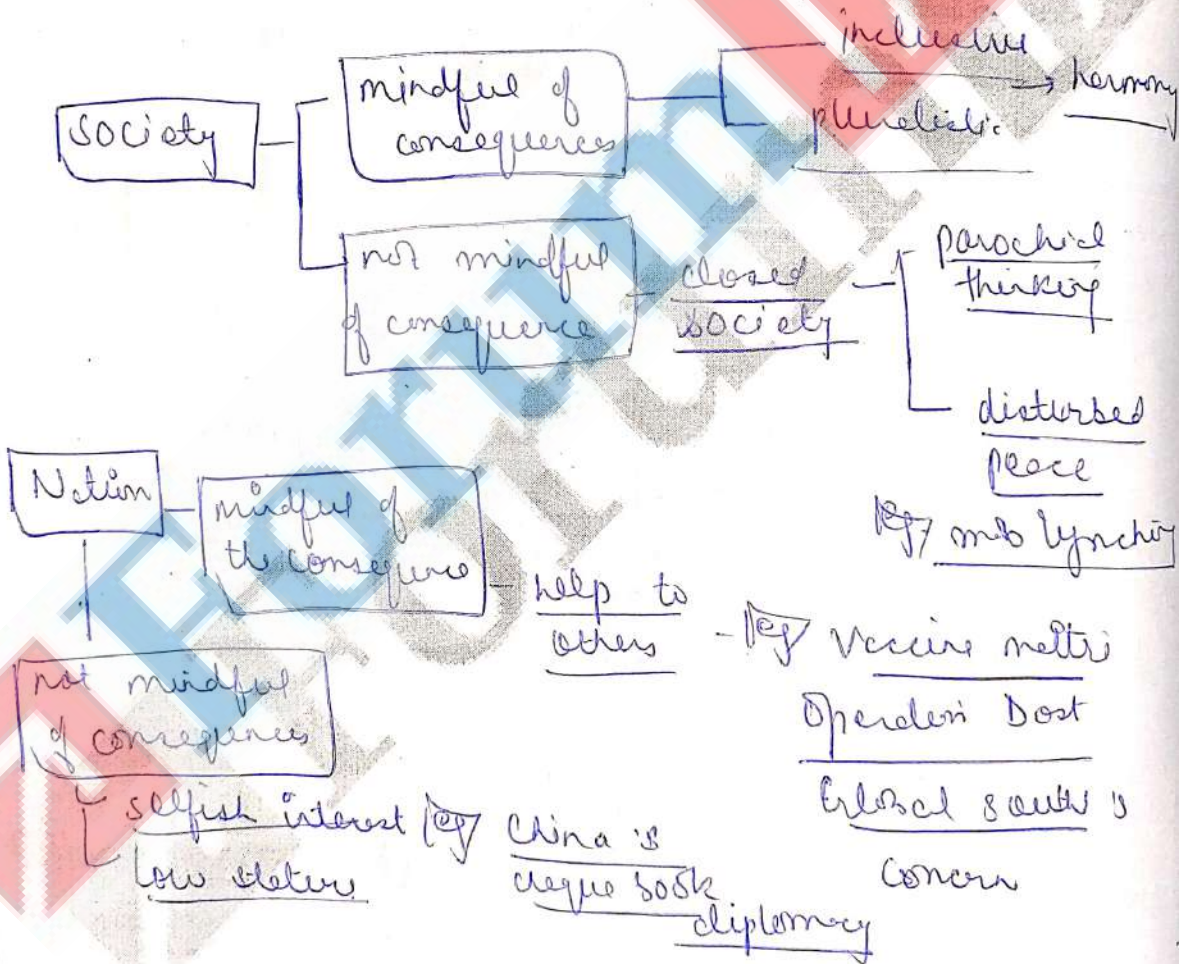 society
mindful of
consequences
inclusive
pluralistic
→ harmony
not mindful
of consequence
closed
society
parochial
thinking
disturbed
peace
eg mob lynching
Nation
mindful of
the consequence
help to
others
eg Vaccine maitri
Operation Dost
Global south's
concern
not mindful
of consequences
selfish interest
low stature
eg China's
cheque book
diplomacy
Forum